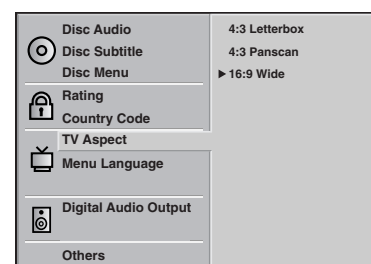 Disc Audio
Disc Subtitle
Disc Menu
Rating
Country Code
TV Aspect
Menu Language
Digital Audio Output
Others
4:3 Letterbox
4:3 Panscan
16:9 Wide